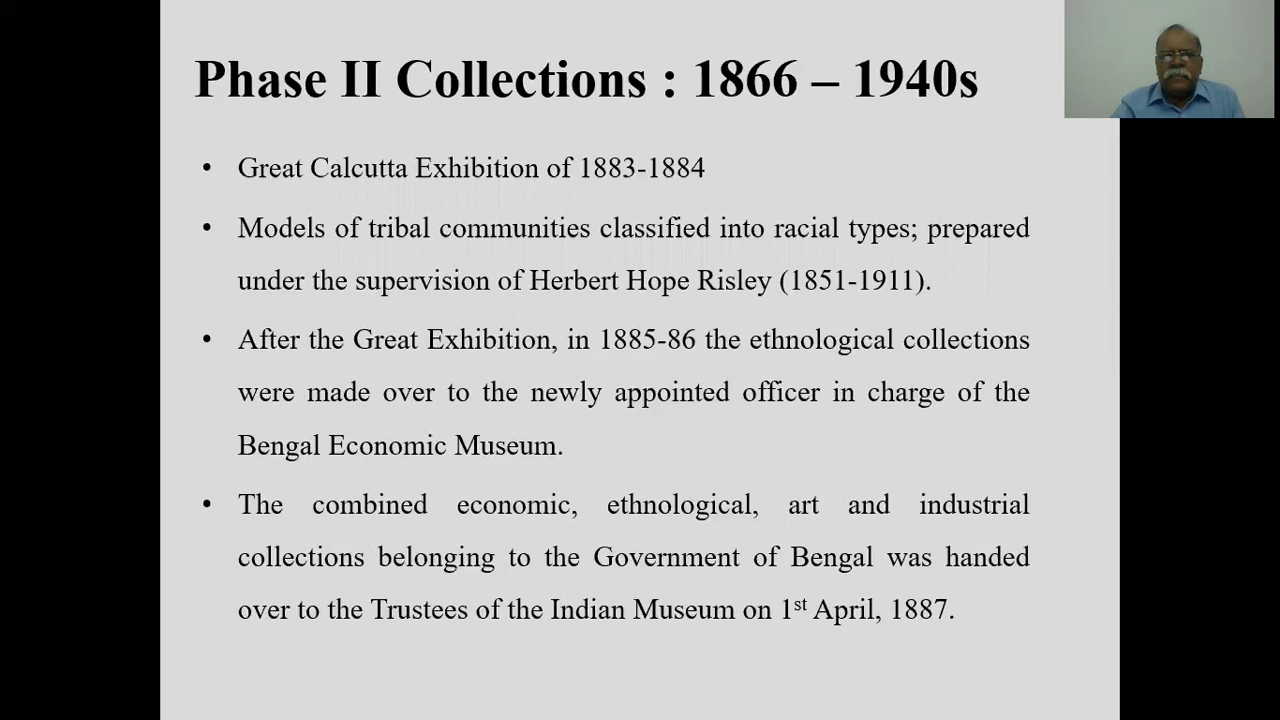 Phase II Collections : 1866 – 1940s
• Great Calcutta Exhibition of 1883-1884
• Models of tribal communities classified into racial types; prepared
under the supervision of Herbert Hope Risley (1851-1911).
• After the Great Exhibition, in 1885-86 the ethnological collections
were made over to the newly appointed officer in charge of the
Bengal Economic Museum.
• The combined economic, ethnological, art and industrial
collections belonging to the Government of Bengal was handed
over to the Trustees of the Indian Museum on 1st April, 1887.